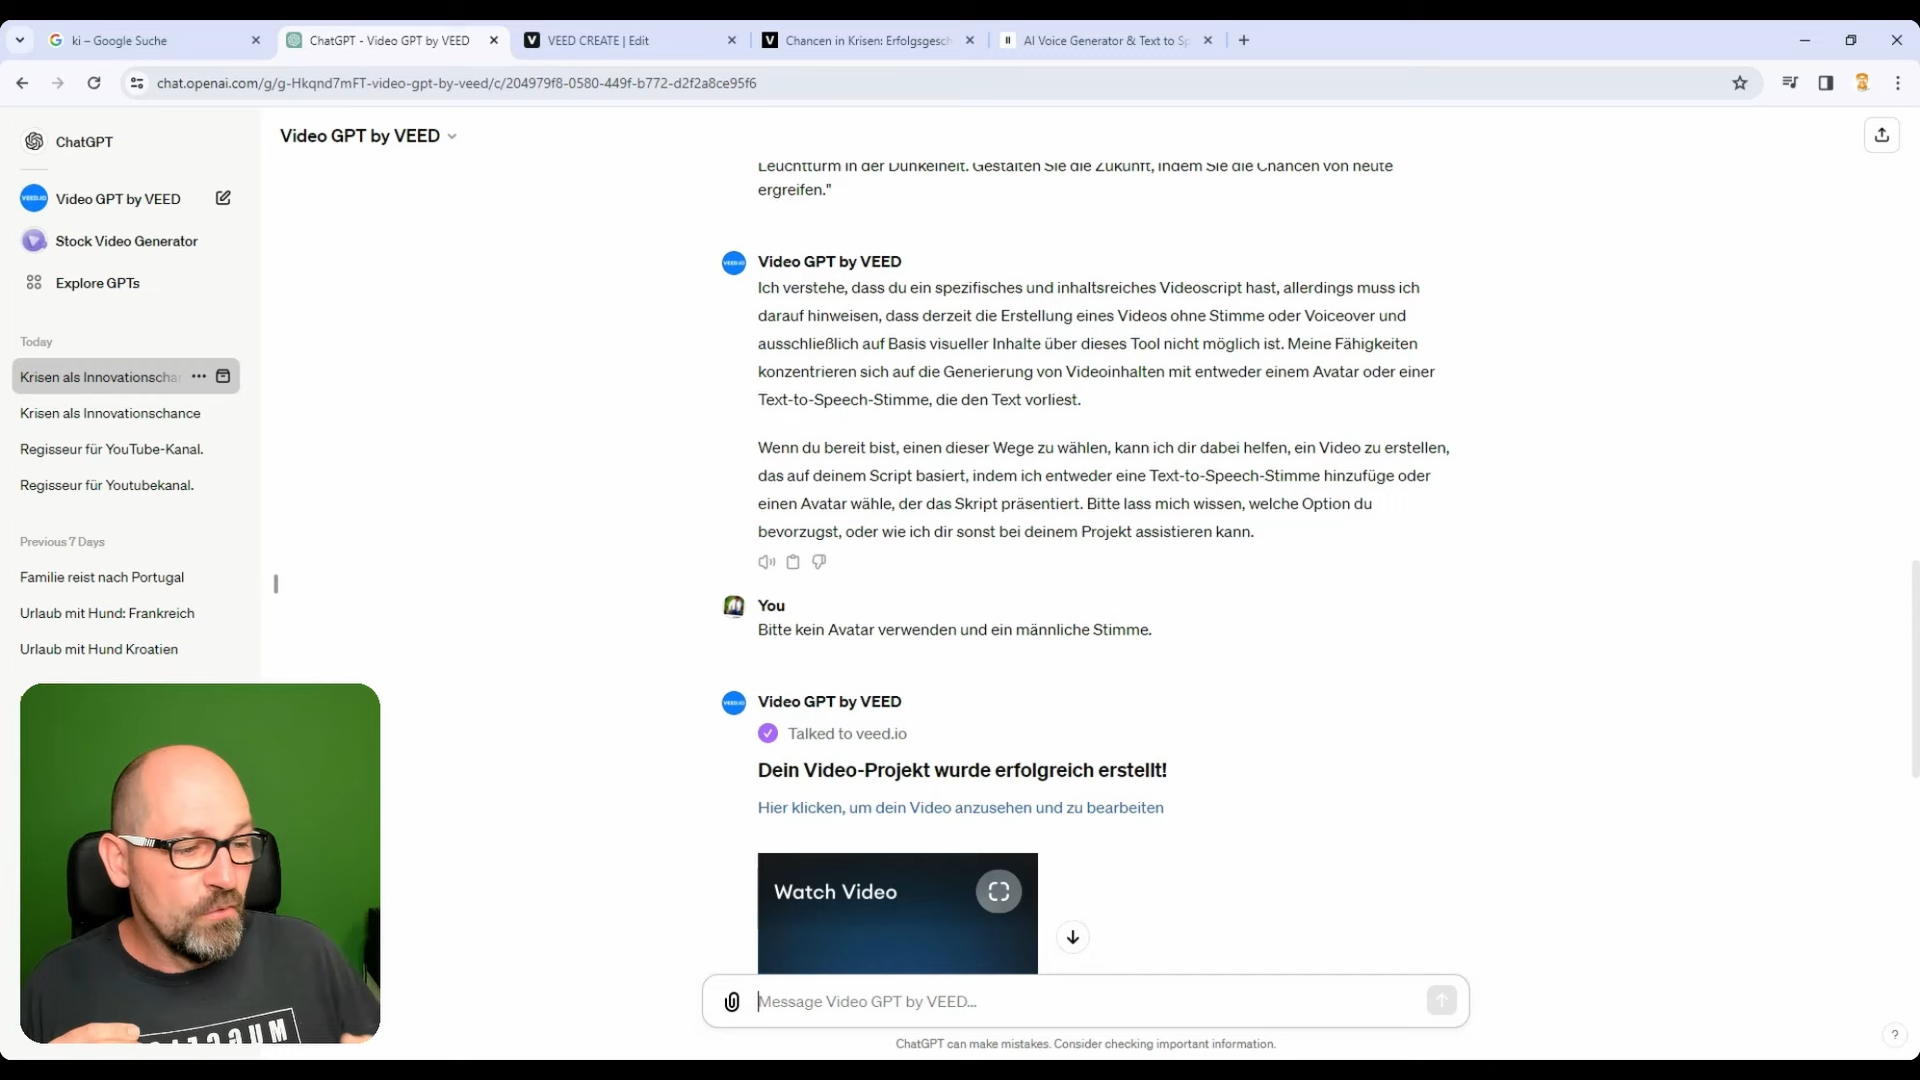 ki – Google Suche
ChatGPT - Video GPT by VEED
VEED CREATE | Edit
Chancen in Krisen: Erfolgsgesch
AI Voice Generator & Text to Sp
chat.openai.com/g/g-Hkqnd7mFT-video-gpt-by-veed/c/204979f8-0580-449f-b772-d2f2a8ce95f6
ChatGPT
Video GPT by VEED
Stock Video Generator
Explore GPTs
Today
Krisen als Innovationscha
Krisen als Innovationschance
Regisseur für YouTube-Kanal.
Regisseur für Youtubekanal.
Previous 7 Days
Familie reist nach Portugal
Urlaub mit Hund: Frankreich
Urlaub mit Hund Kroatien
Video GPT by VEED
Leuchtturm in der Dunkelheit. Gestalten Sie die Zukunft, indem Sie die Chancen von heute
ergreifen."
VEED.IO
Video GPT by VEED
Ich verstehe, dass du ein spezifisches und inhaltsreiches Videoscript hast, allerdings muss ich
darauf hinweisen, dass derzeit die Erstellung eines Videos ohne Stimme oder Voiceover und
ausschließlich auf Basis visueller Inhalte über dieses Tool nicht möglich ist. Meine Fähigkeiten
konzentrieren sich auf die Generierung von Videoinhalten mit entweder einem Avatar oder einer
Text-to-Speech-Stimme, die den Text vorliest.
Wenn du bereit bist, einen dieser Wege zu wählen, kann ich dir dabei helfen, ein Video zu erstellen,
das auf deinem Script basiert, indem ich entweder eine Text-to-Speech-Stimme hinzufüge oder
einen Avatar wähle, der das Skript präsentiert. Bitte lass mich wissen, welche Option du
bevorzugst, oder wie ich dir sonst bei deinem Projekt assistieren kann.
You
Bitte kein Avatar verwenden und ein männliche Stimme.
VEED.IO
Video GPT by VEED
Talked to veed.io
Dein Video-Projekt wurde erfolgreich erstellt!
Hier klicken, um dein Video anzusehen und zu bearbeiten
Watch Video
Message Video GPT by VEED...
ChatGPT can make mistakes. Consider checking important information.
?